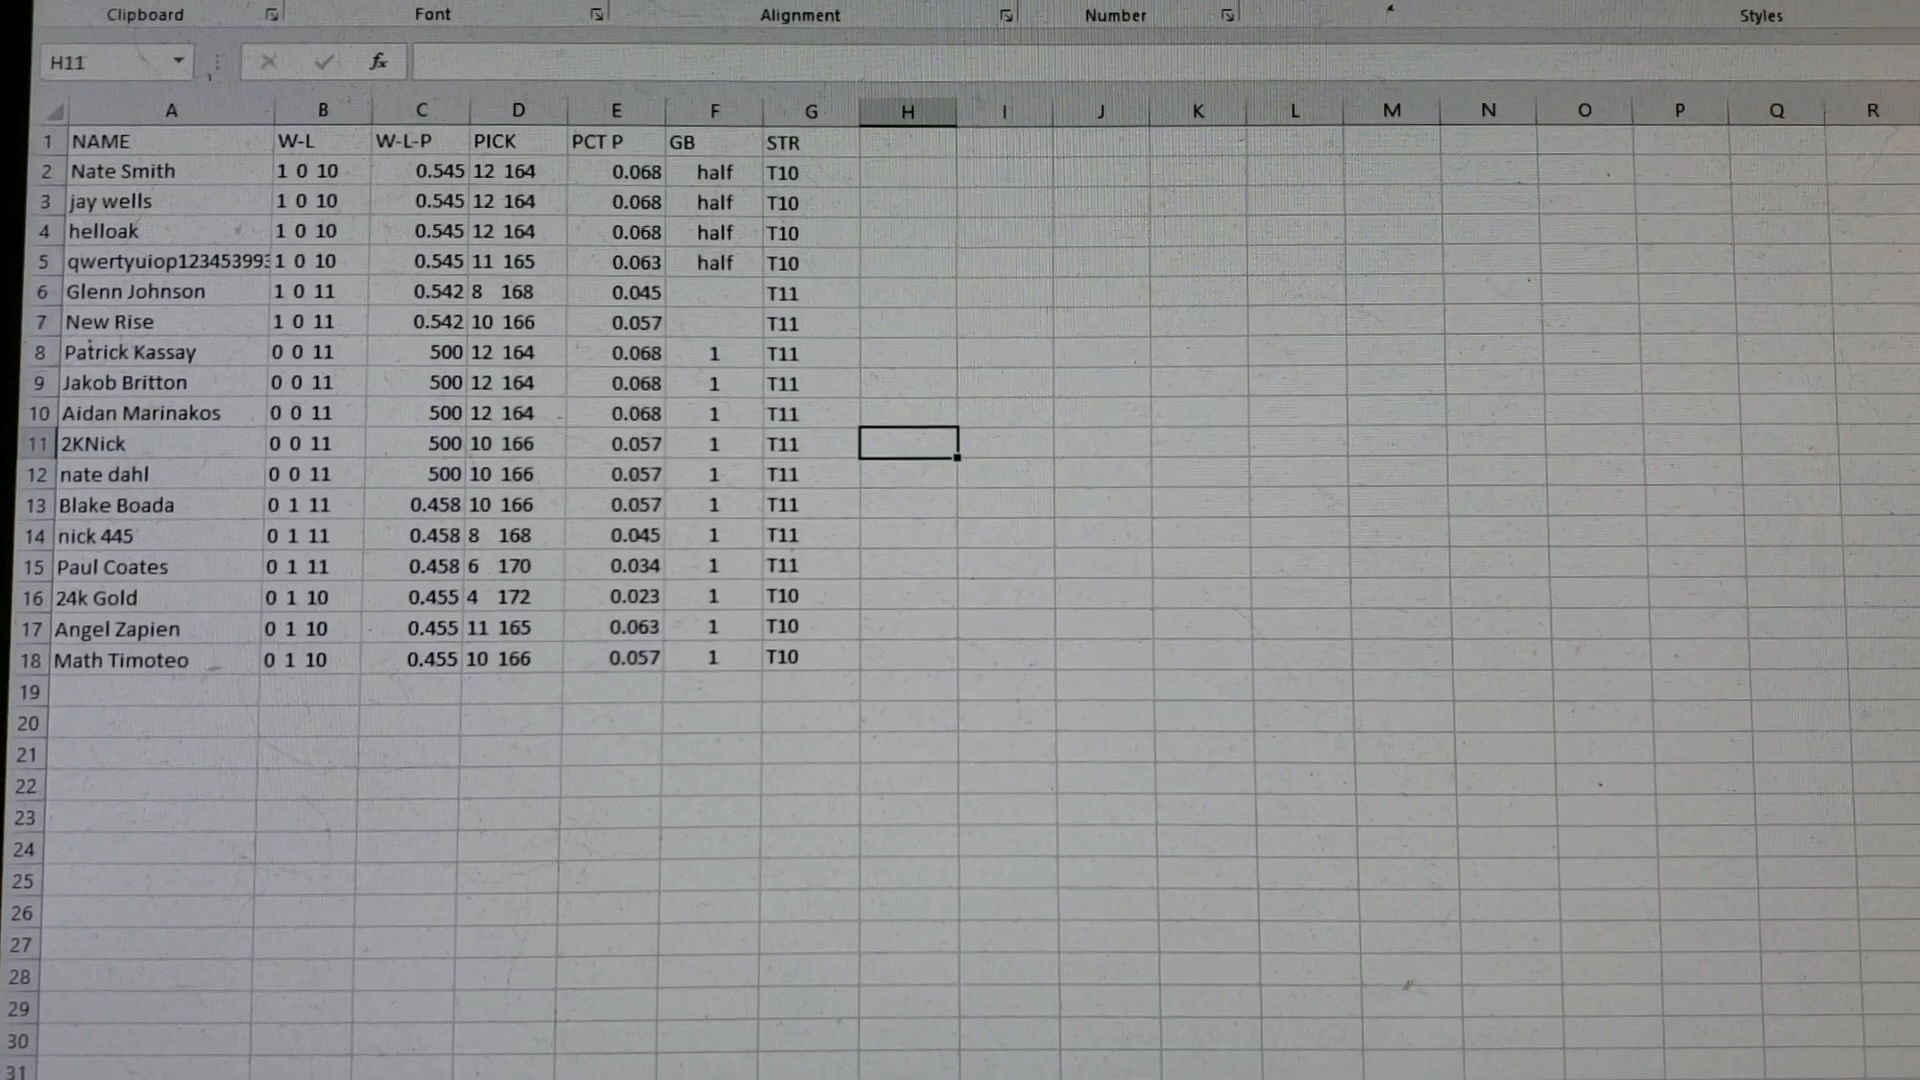 Clipboard Font Alignment Number Styles
H11 fx
A B C D E F G H I J K L M N O P Q R
1 NAME W-L W-L-P PICK PCT P GB STR
2 Nate Smith 1 0 10 0.545 12 164 0.068 half T10
3 jay wells 1 0 10 0.545 12 164 0.068 half T10
4 helloak 1 0 10 0.545 12 164 0.068 half T10
5 qwertyuiop123453993 1 0 10 0.545 11 165 0.063 half T10
6 Glenn Johnson 1 0 11 0.542 8 168 0.045 T11
7 New Rise 1 0 11 0.542 10 166 0.057 T11
8 Patrick Kassay 0 0 11 500 12 164 0.068 1 T11
9 Jakob Britton 0 0 11 500 12 164 0.068 1 T11
10 Aidan Marinakos 0 0 11 500 12 164 0.068 1 T11
11 2KNick 0 0 11 500 10 166 0.057 1 T11
12 nate dahl 0 0 11 500 10 166 0.057 1 T11
13 Blake Boada 0 1 11 0.458 10 166 0.057 1 T11
14 nick 445 0 1 11 0.458 8 168 0.045 1 T11
15 Paul Coates 0 1 11 0.458 6 170 0.034 1 T11
16 24k Gold 0 1 10 0.455 4 172 0.023 1 T10
17 Angel Zapien 0 1 10 0.455 11 165 0.063 1 T10
18 Math Timoteo 0 1 10 0.455 10 166 0.057 1 T10
19
20
21
22
23
24
25
26
27
28
29
30
31